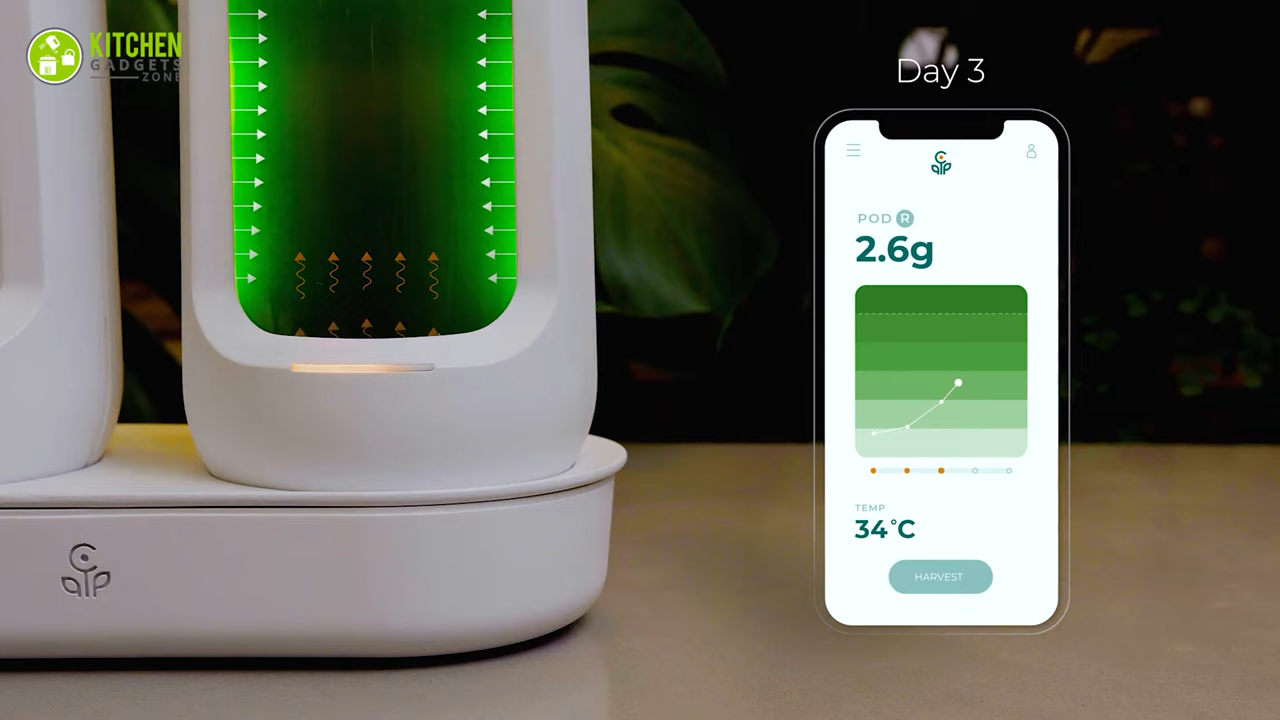 KITCHEN
GADGETS
ZONE
Day 3
POD R
2.6g
TEMP
34°C
HARVEST